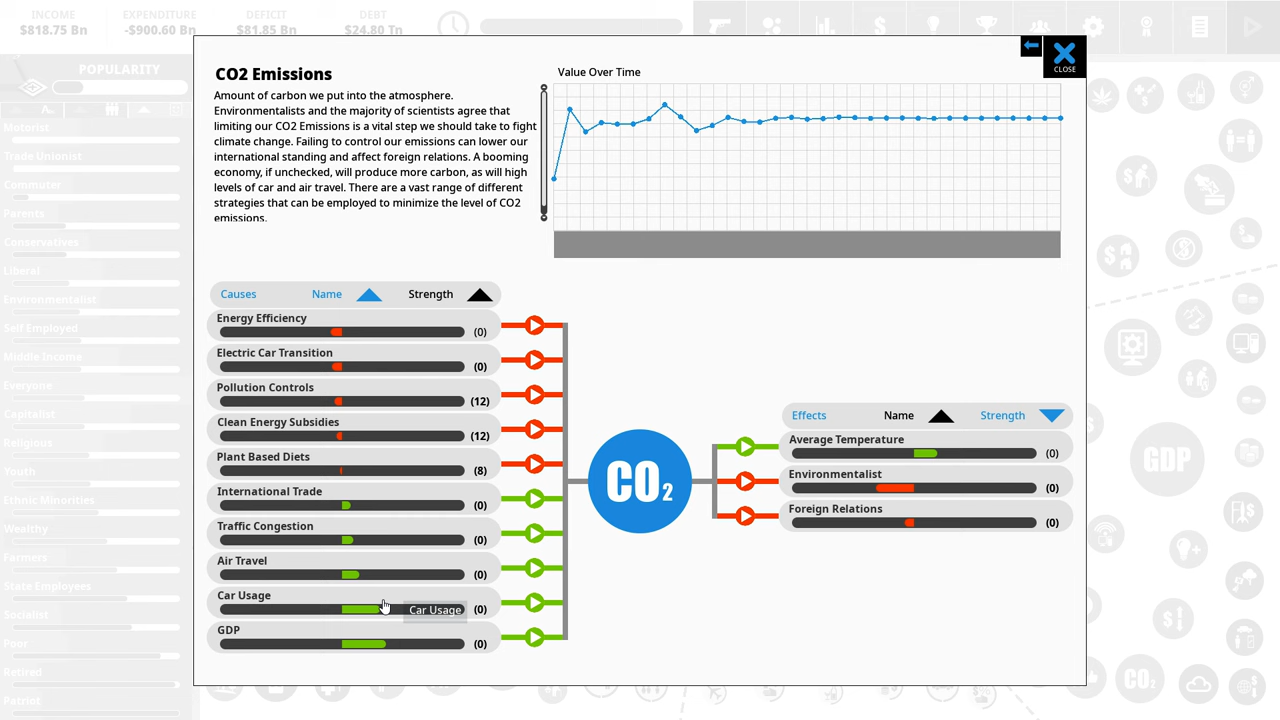 INCOME
$818.75 Bn
EXPENDITURE
-$900.60 Bn
DEFICIT
$81.85 Bn
DEBT
$24.80 Tn
POPULARITY
Motorist
Trade Unionist
Commuter
Parents
Conservatives
Liberal
Environmentalist
Self Employed
Middle Income
Everyone
Capitalist
Religious
Youth
Ethnic Minorities
Wealthy
Farmers
State Employees
Socialist
Poor
Retired
Patriot
CLOSE
CO2 Emissions
Amount of carbon we put into the atmosphere.
Environmentalists and the majority of scientists agree that
limiting our CO2 Emissions is a vital step we should take to fight
climate change. Failing to control our emissions can lower our
international standing and affect foreign relations. A booming
economy, if unchecked, will produce more carbon, as will high
levels of car and air travel. There are a vast range of different
strategies that can be employed to minimize the level of CO2
emissions.
Value Over Time
Causes Name Strength
Energy Efficiency
(0)
Electric Car Transition
(0)
Pollution Controls
(12)
Clean Energy Subsidies
(12)
Plant Based Diets
(8)
International Trade
(0)
Traffic Congestion
(0)
Air Travel
(0)
Car Usage
(0)
Car Usage
GDP
(0)
CO2
Effects Name Strength
Average Temperature
(0)
Environmentalist
(0)
Foreign Relations
(0)
GDP
CO2